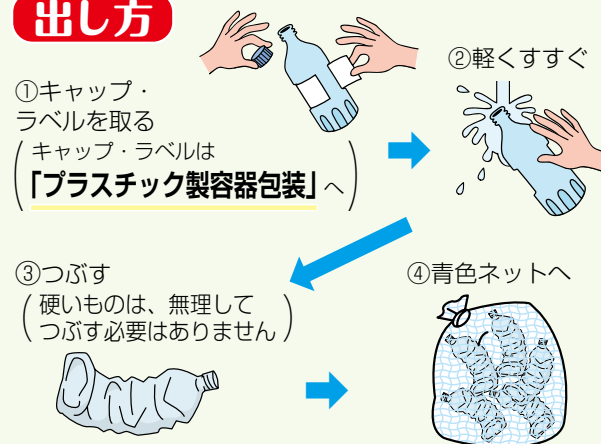 出し方
①キャップ・
ラベルを取る
(キャップ・ラベルは
「プラスチック製容器包装」へ)
②軽くすすぐ
③つぶす
(硬いものは、無理して
つぶす必要はありません)
④青色ネットへ